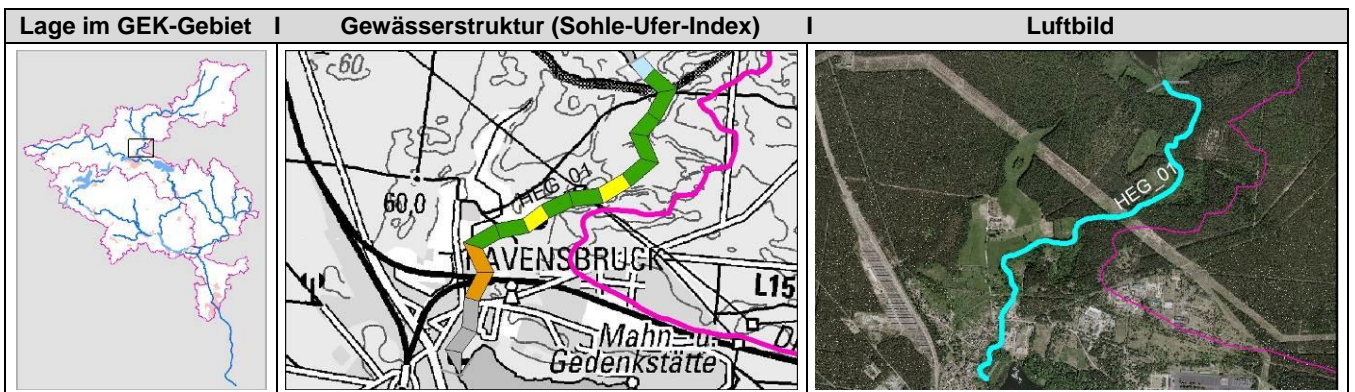 Lage im GEK-Gebiet I Gewässerstruktur (Sohle-Ufer-Index) I Luftbild
60
HEG_01
60,0
RAVENSBRÜCK
L15
Mahn- u.
Gedenkstätte
HEG_01